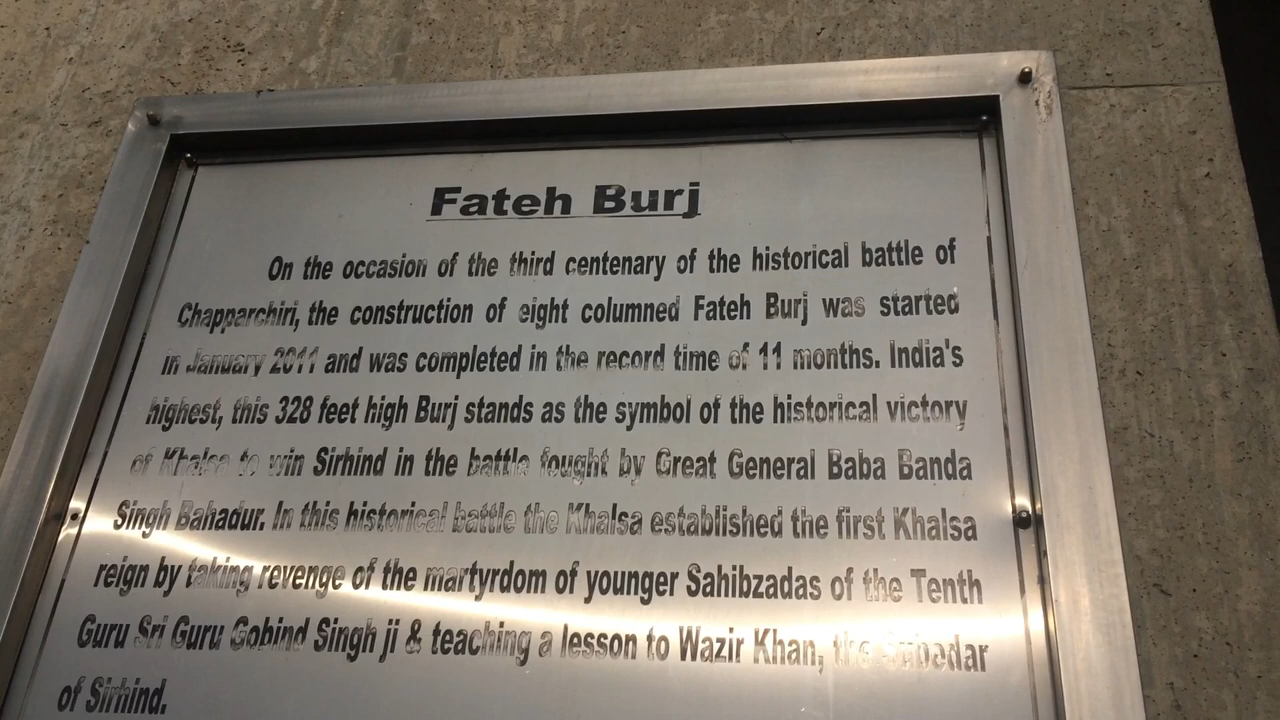 Fateh Burj
On the occasion of the third centenary of the historical battle of
Chapparchiri, the construction of eight columned Fateh Burj was started
in January 2011 and was completed in the record time of 11 months. India's
highest, this 328 feet high Burj stands as the symbol of the historical victory
of Khalsa to win Sirhind in the battle fought by Great General Baba Banda
Singh Bahadur. In this historical battle the Khalsa established the first Khalsa
reign by taking revenge of the martyrdom of younger Sahibzadas of the Tenth
Guru Sri Guru Gobind Singh ji & teaching a lesson to Wazir Khan, the Subedar
of Sirhind.